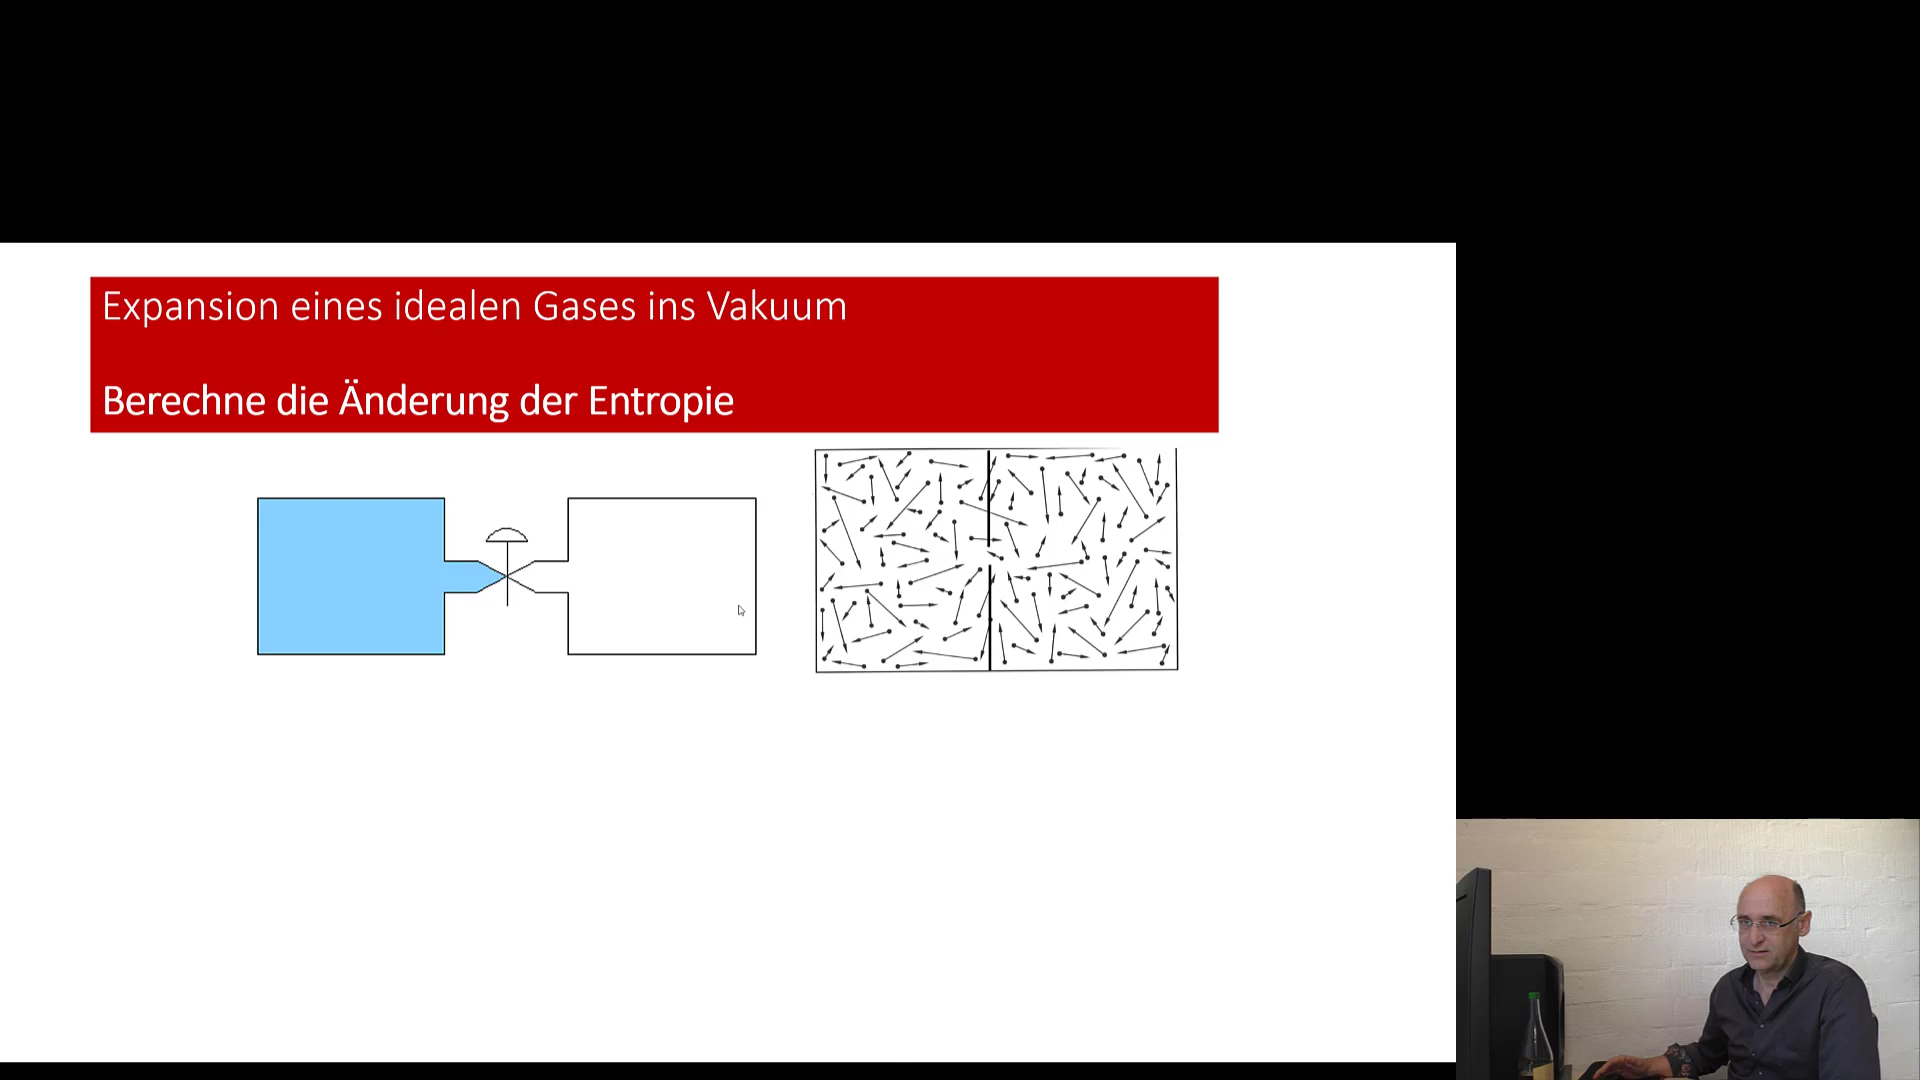 Expansion eines idealen Gases ins Vakuum
Berechne die Änderung der Entropie